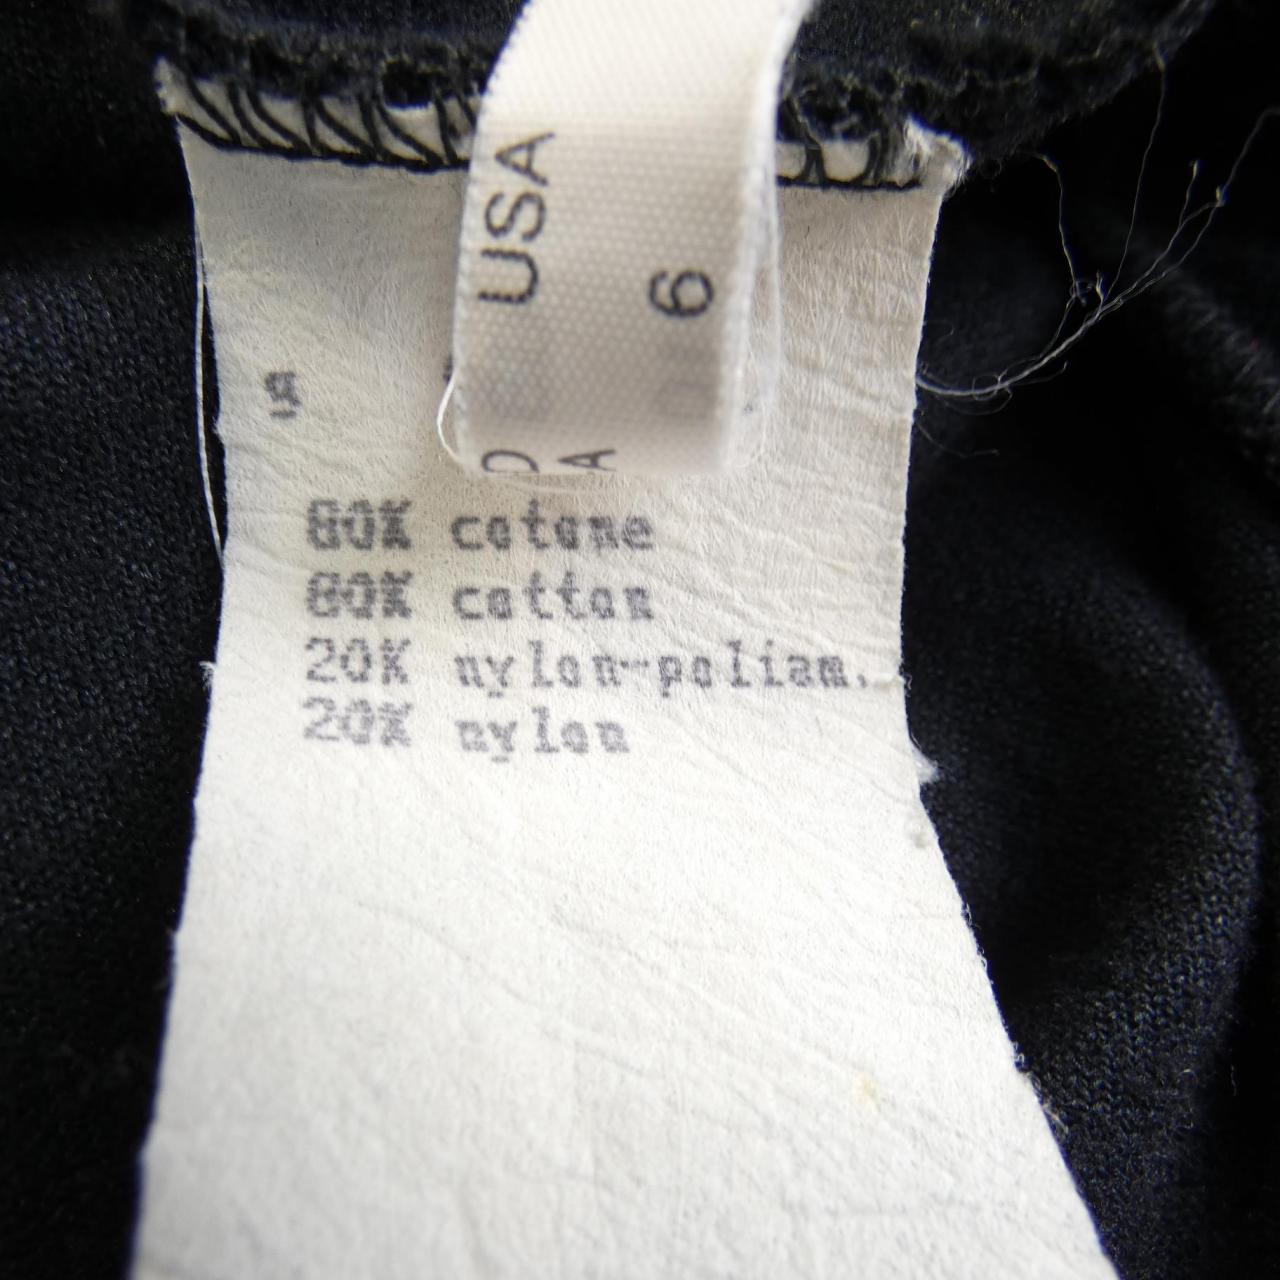 USA
6
80% cotone
80% cotton
20% nylon-poliam.
20% nylon